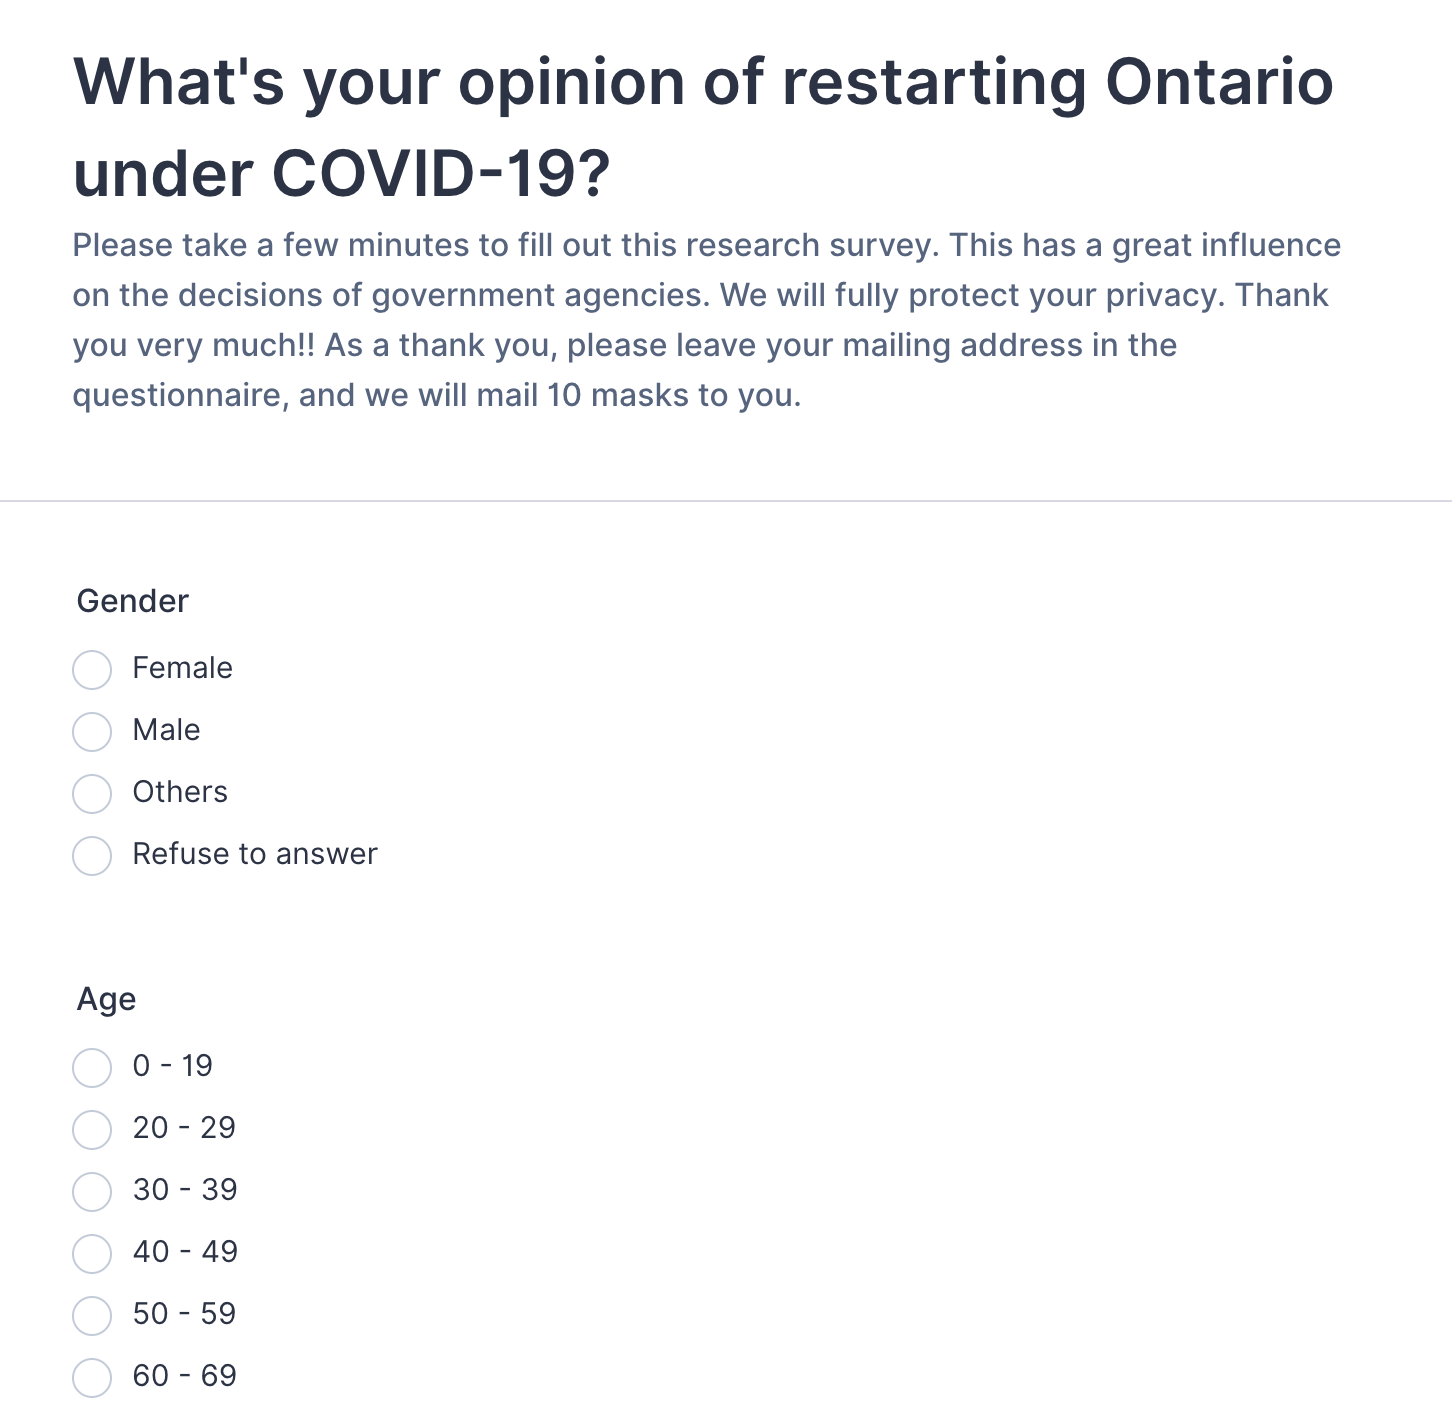 What's your opinion of restarting Ontario
under COVID-19?
Please take a few minutes to fill out this research survey. This has a great influence
on the decisions of government agencies. We will fully protect your privacy. Thank
you very much!! As a thank you, please leave your mailing address in the
questionnaire, and we will mail 10 masks to you.
Gender
Female
Male
Others
Refuse to answer
Age
0 - 19
20 - 29
30 - 39
40 - 49
50 - 59
60 - 69